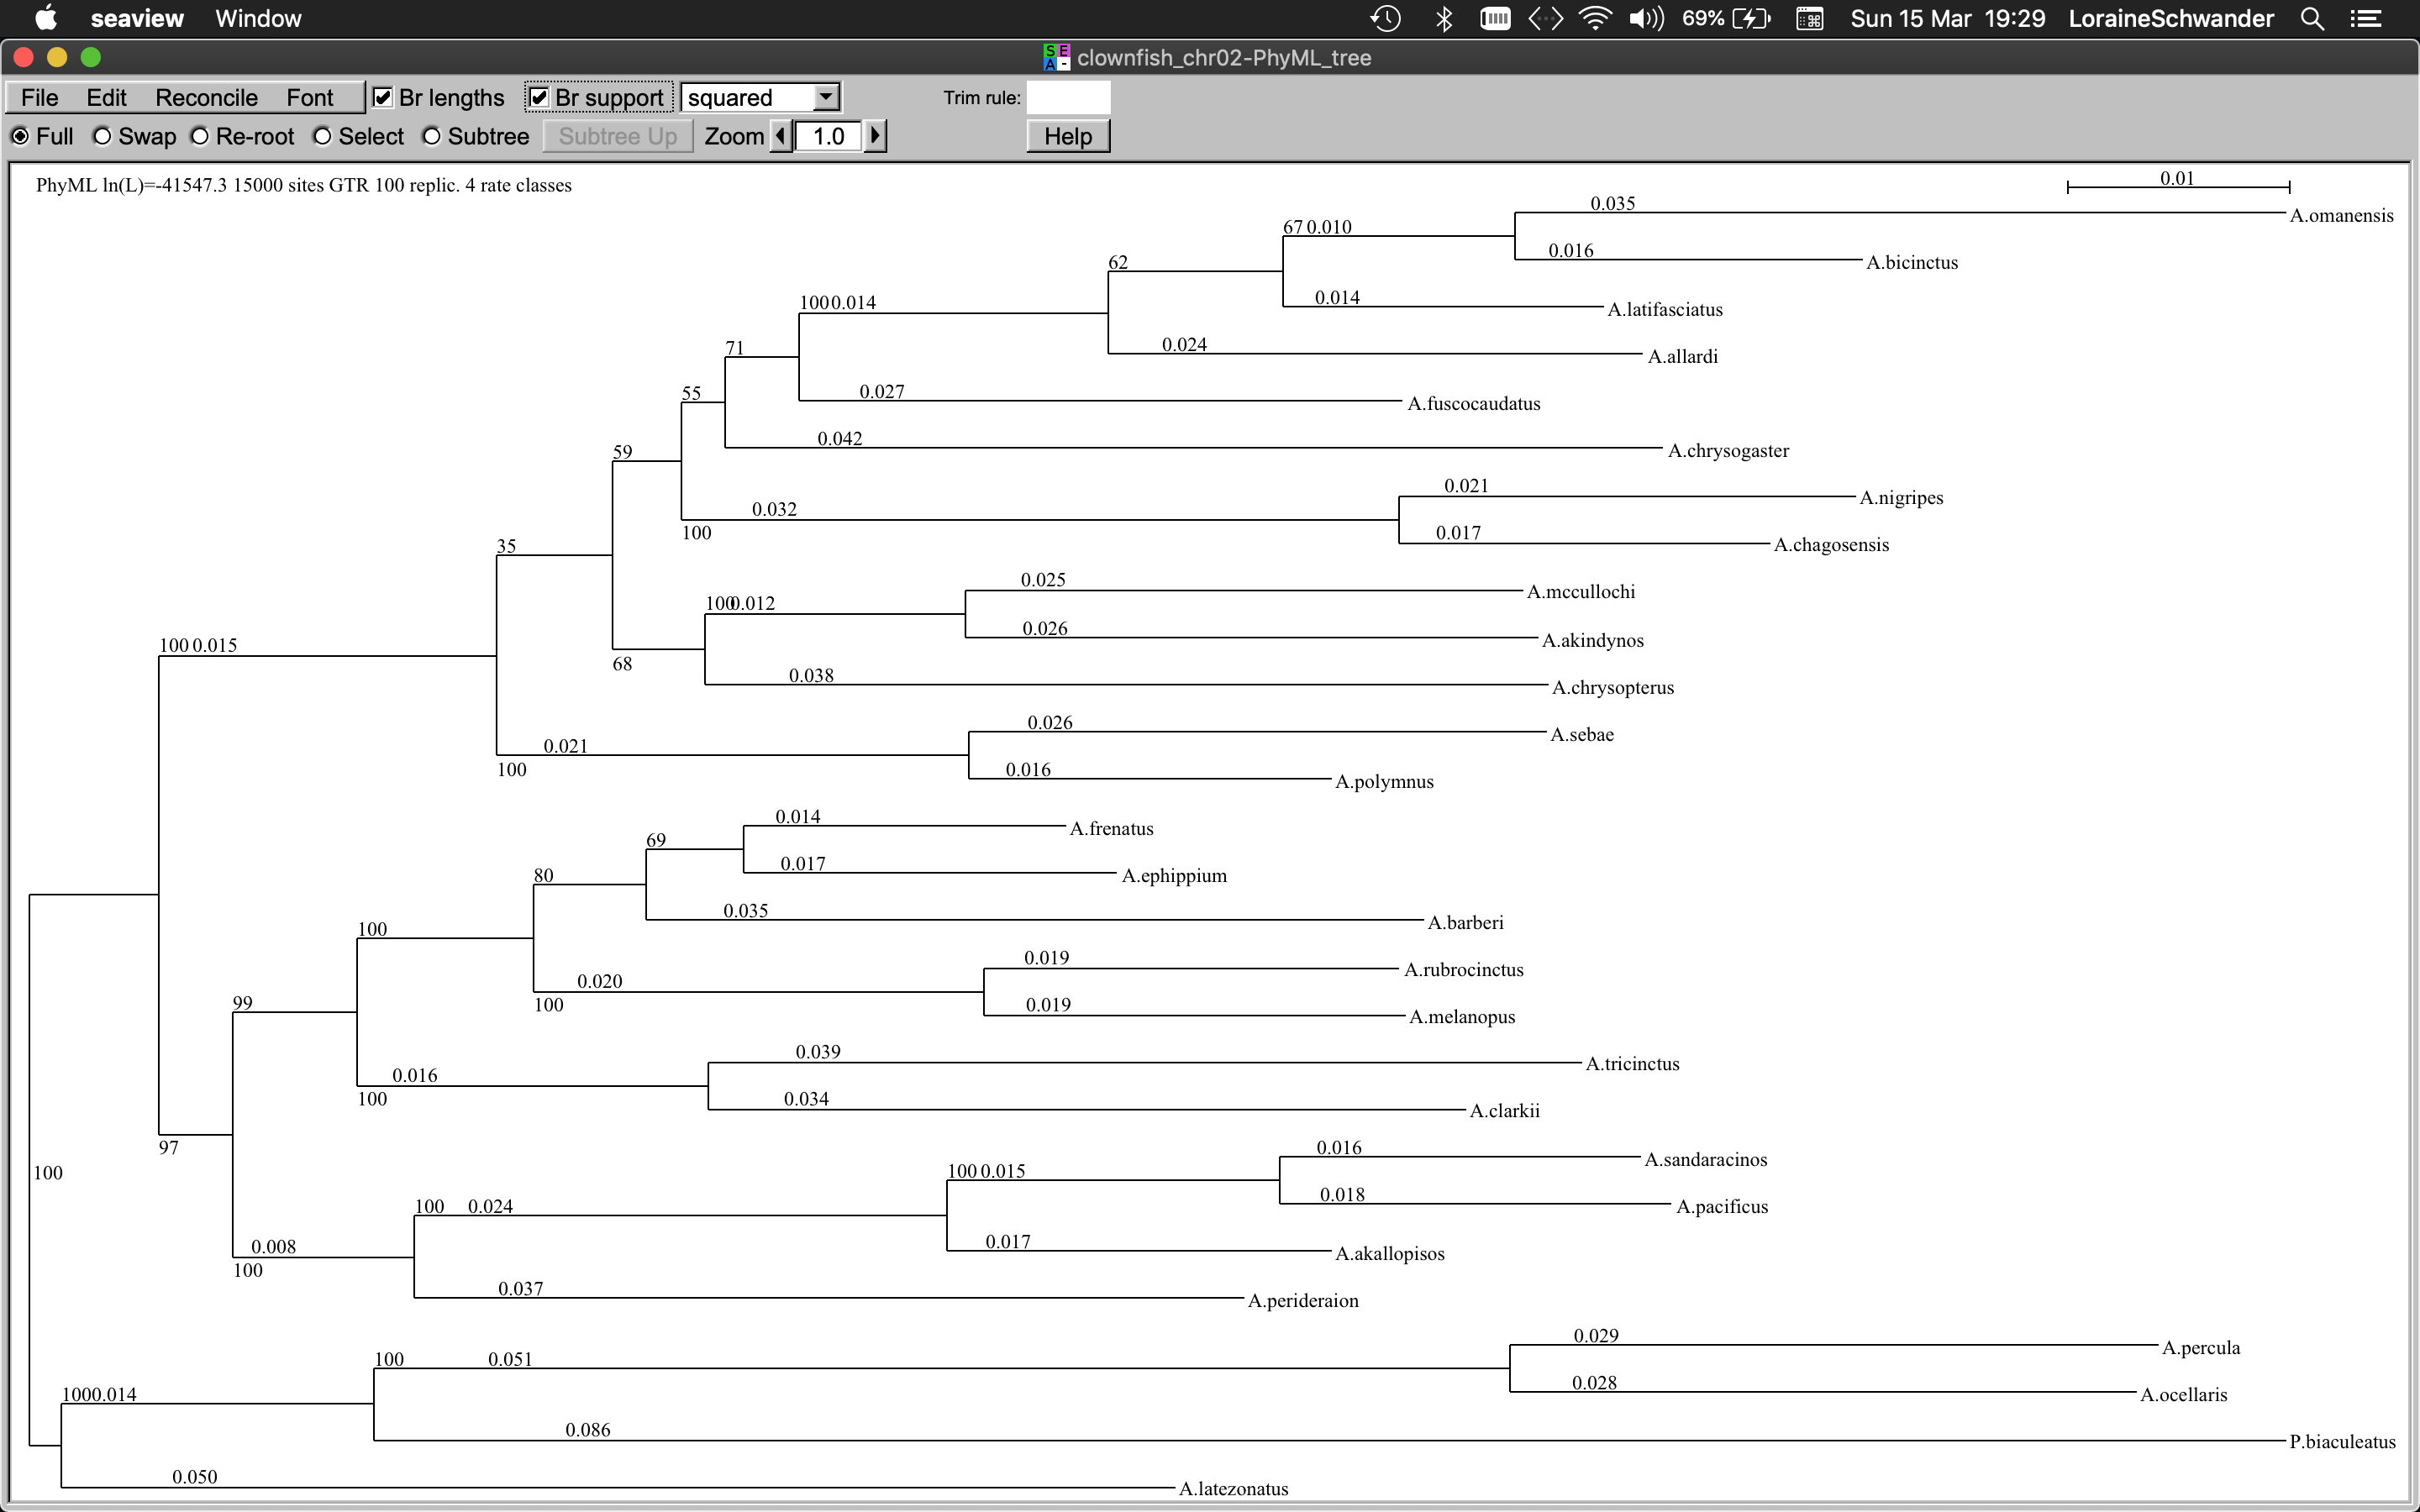 seaview Window 69% Sun 15 Mar 19:29 LoraineSchwander
clownfish_chr02-PhyML_tree
File Edit Reconcile Font Br lengths Br support squared Trim rule:
Full Swap Re-root Select Subtree Subtree Up Zoom 1.0 Help
PhyML ln(L)=-41547.3 15000 sites GTR 100 replic. 4 rate classes
0.01
0.035
A.omanensis
67 0.010
0.016
A.bicinctus
62
0.014
A.latifasciatus
100 0.014
0.024
A.allardi
71
0.027
A.fuscocaudatus
55
0.042
A.chrysogaster
59
0.021
A.nigripes
0.032
100
0.017
A.chagosensis
35
0.025
A.mccullochi
100 0.012
0.026
A.akindynos
100 0.015
68
0.038
A.chrysopterus
0.026
A.sebae
0.021
100
0.016
A.polymnus
0.014
A.frenatus
69
0.017
A.ephippium
80
0.035
A.barberi
100
0.019
A.rubrocinctus
0.020
100
0.019
A.melanopus
99
0.039
A.tricinctus
0.016
100
0.034
A.clarkii
97
0.016
A.sandaracinos
100 0.015
100
0.018
A.pacificus
100 0.024
0.017
A.akallopisos
0.008
100
0.037
A.perideraion
0.029
A.percula
100 0.051
0.028
A.ocellaris
100 0.014
0.086
P.biaculeatus
0.050
A.latezonatus